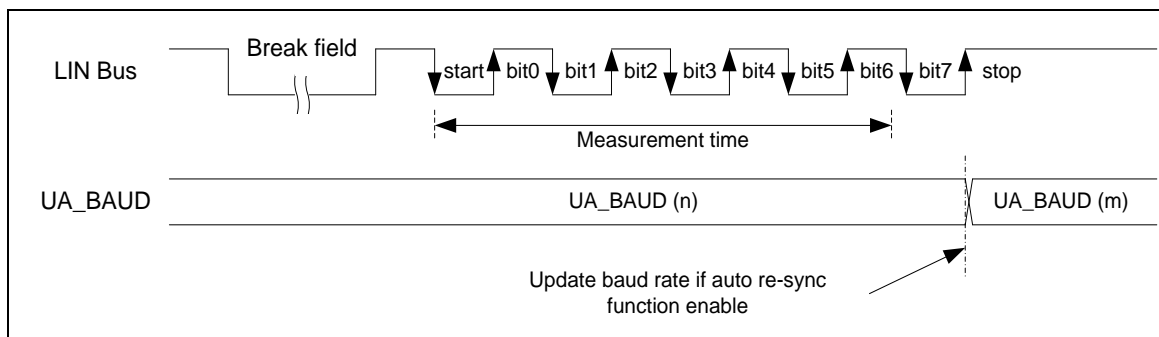 Break field
LIN Bus
start bit0 bit1 bit2 bit3 bit4 bit5 bit6 bit7 stop
Measurement time
UA_BAUD
UA_BAUD (n)
UA_BAUD (m)
Update baud rate if auto re-sync
function enable